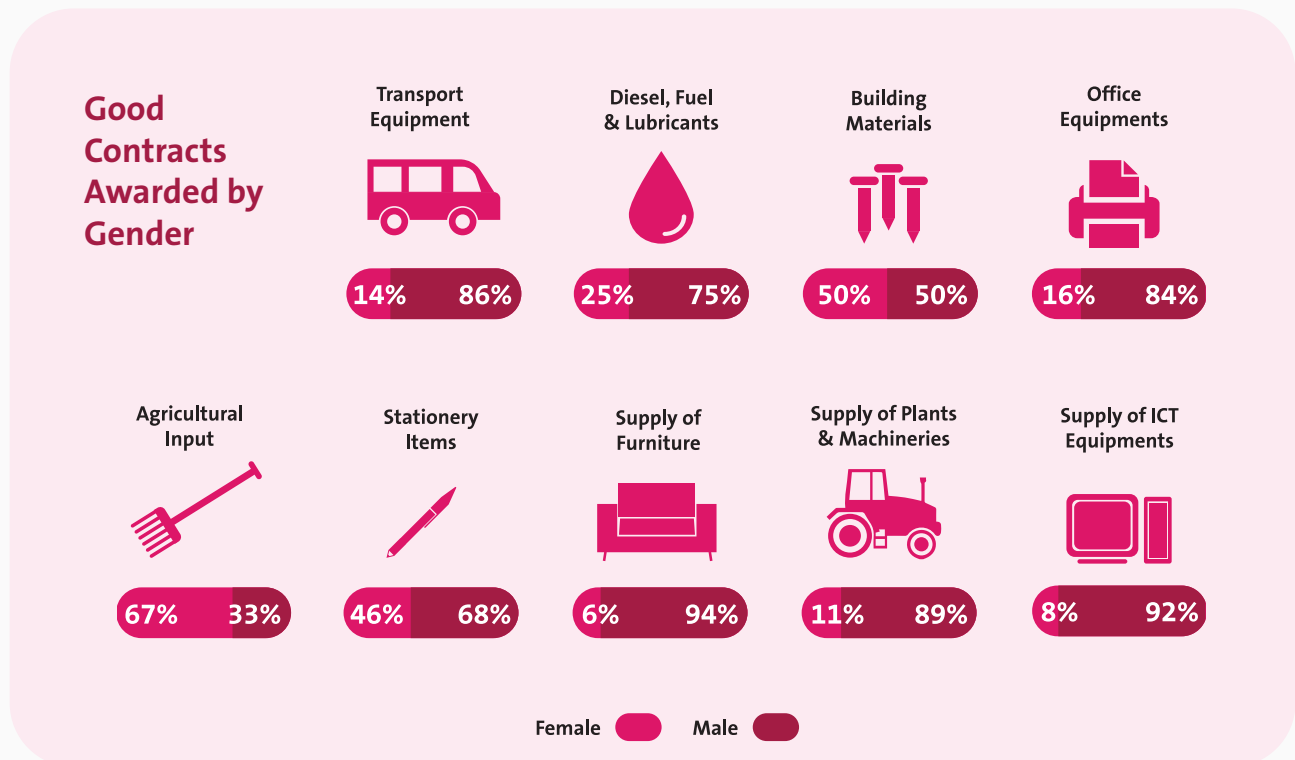 Good
Contracts
Awarded by
Gender
Transport
Equipment
14% 86%
Diesel, Fuel
& Lubricants
25% 75%
Building
Materials
50% 50%
Office
Equipments
16% 84%
Agricultural
Input
67% 33%
Stationery
Items
46% 68%
Supply of
Furniture
6% 94%
Supply of Plants
& Machineries
11% 89%
Supply of ICT
Equipments
8% 92%
Female Male